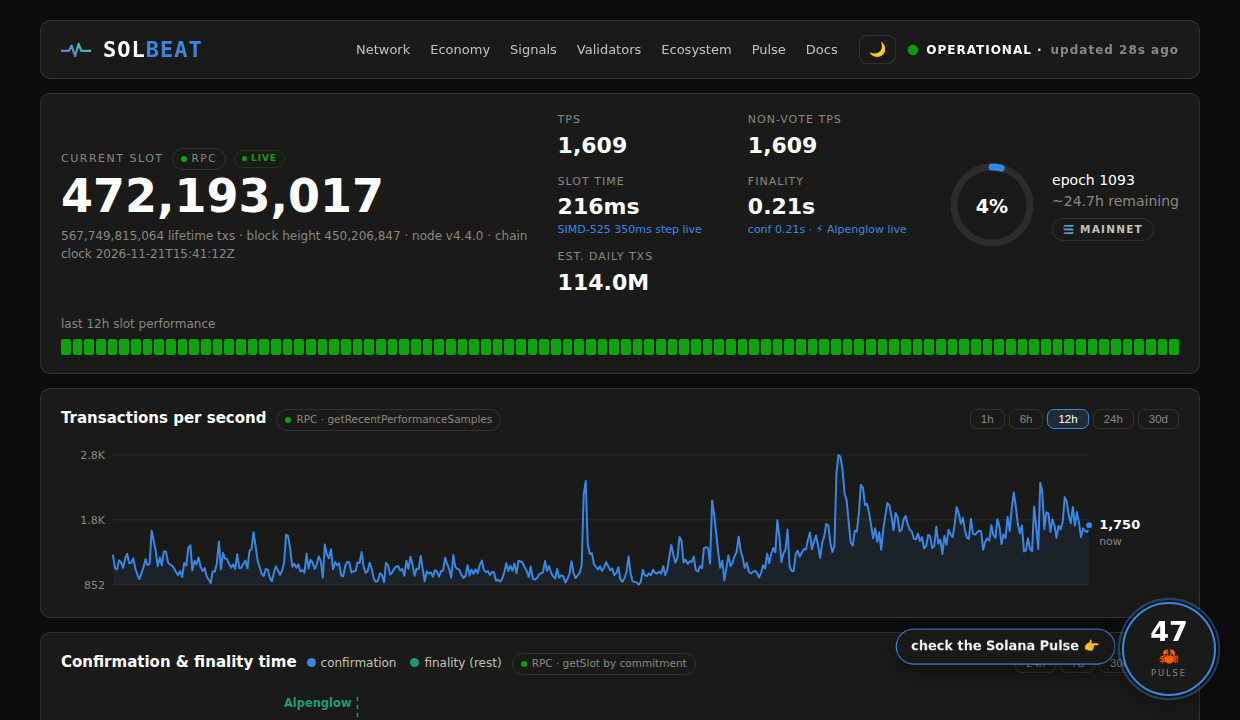 SOLBEAT
Network Economy Signals Validators Ecosystem Pulse Docs 🌙 OPERATIONAL · updated 28s ago
CURRENT SLOT RPC LIVE
472,193,017
567,749,815,064 lifetime txs · block height 450,206,847 · node v4.4.0 · chain
clock 2026-11-21T15:41:12Z
TPS
1,609
NON-VOTE TPS
1,609
SLOT TIME
216ms
SIMD-525 350ms step live
FINALITY
0.21s
conf 0.21s · ⚡ Alpenglow live
EST. DAILY TXS
114.0M
4%
epoch 1093
~24.7h remaining
MAINNET
last 12h slot performance
Transactions per second RPC · getRecentPerformanceSamples
1h 6h 12h 24h 30d
2.8K
1.8K
852
1,750
now
Confirmation & finality time confirmation finality (rest) RPC · getSlot by commitment
Alpenglow
check the Solana Pulse 👉
47
🦀
PULSE